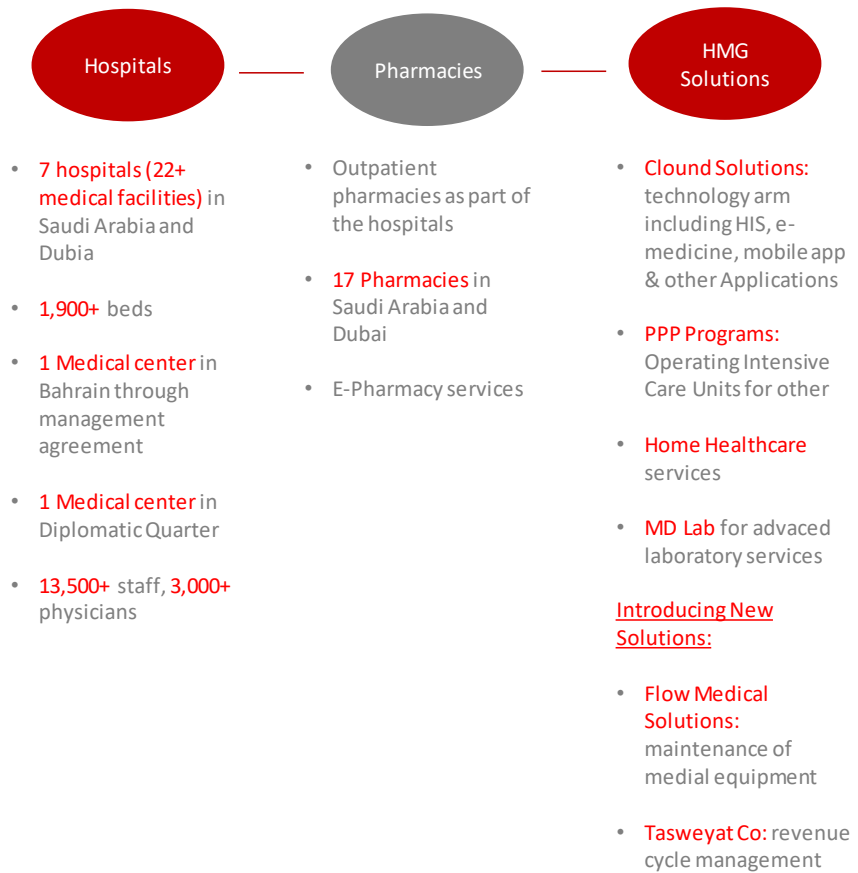 Hospitals
Pharmacies
HMG
Solutions
• 7 hospitals (22+
medical facilities) in
Saudi Arabia and
Dubia
• 1,900+ beds
• 1 Medical center in
Bahrain through
management
agreement
• 1 Medical center in
Diplomatic Quarter
• 13,500+ staff, 3,000+
physicians
• Outpatient
pharmacies as part of
the hospitals
• 17 Pharmacies in
Saudi Arabia and
Dubai
• E-Pharmacy services
• Clound Solutions:
technology arm
including HIS, e-
medicine, mobile app
& other Applications
• PPP Programs:
Operating Intensive
Care Units for other
• Home Healthcare
services
• MD Lab for advaced
laboratory services
Introducing New
Solutions:
• Flow Medical
Solutions:
maintenance of
medial equipment
• Tasweyat Co: revenue
cycle management